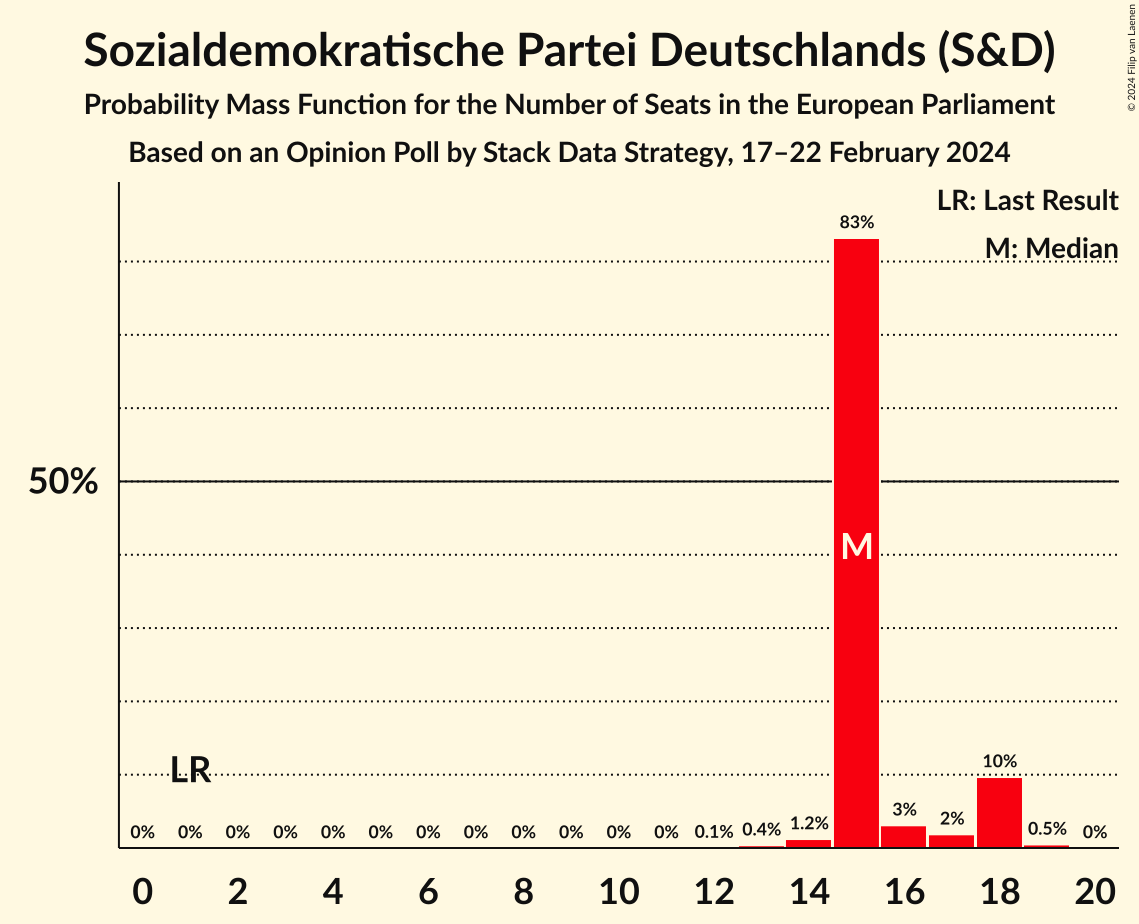 Sozialdemokratische Partei Deutschlands (S&D)
Probability Mass Function for the Number of Seats in the European Parliament
Based on an Opinion Poll by Stack Data Strategy, 17–22 February 2024
© 2024 Filip van Laenen
LR: Last Result
M: Median
83%
50%
M
LR
10%
0% 0% 0% 0% 0% 0% 0% 0% 0% 0% 0% 0% 0.1% 0.4% 1.2% 3% 2% 0.5% 0%
0 2 4 6 8 10 12 14 16 18 20